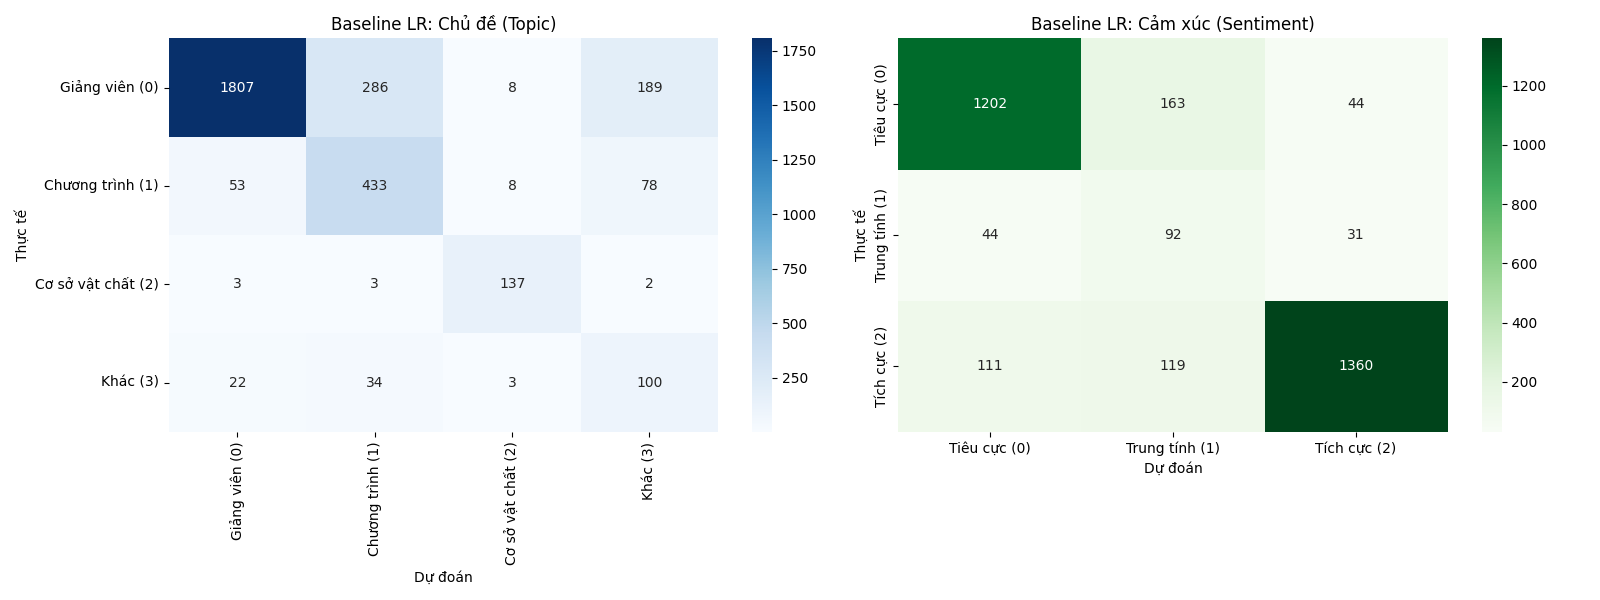 Baseline LR: Chủ đề (Topic)
Thực tế
Giảng viên (0)
1807 286 8 189
Chương trình (1)
53 433 8 78
Cơ sở vật chất (2)
3 3 137 2
Khác (3)
22 34 3 100
Giảng viên (0)
Chương trình (1)
Cơ sở vật chất (2)
Khác (3)
Dự đoán
1750
1500
1250
1000
750
500
250
Baseline LR: Cảm xúc (Sentiment)
Thực tế
Tiêu cực (0)
1202 163 44
Trung tính (1)
44 92 31
Tích cực (2)
111 119 1360
Tiêu cực (0) Trung tính (1) Tích cực (2)
Dự đoán
1200
1000
800
600
400
200